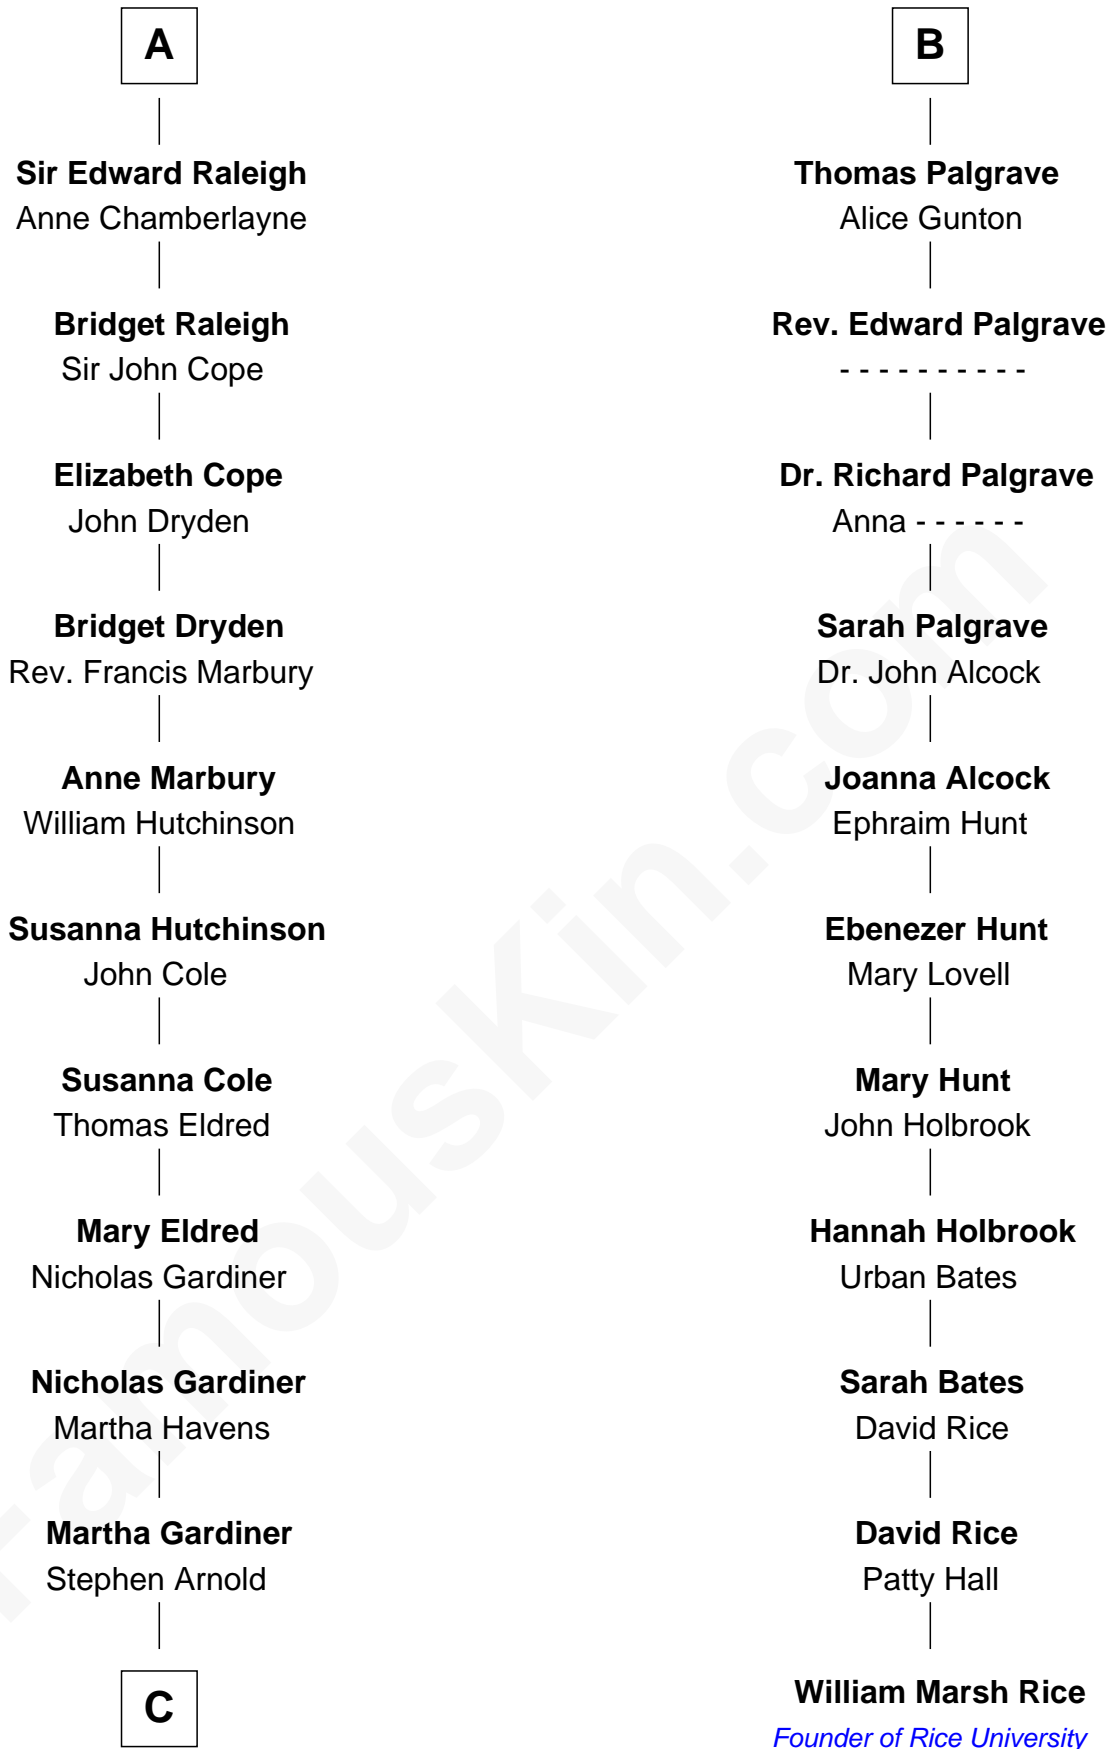 A
Sir Edward Raleigh
Anne Chamberlayne
Bridget Raleigh
Sir John Cope
Elizabeth Cope
John Dryden
Bridget Dryden
Rev. Francis Marbury
Anne Marbury
William Hutchinson
Susanna Hutchinson
John Cole
Susanna Cole
Thomas Eldred
Mary Eldred
Nicholas Gardiner
Nicholas Gardiner
Martha Havens
Martha Gardiner
Stephen Arnold
C
B
Thomas Palgrave
Alice Gunton
Rev. Edward Palgrave
- - - - - - - - - -
Dr. Richard Palgrave
Anna - - - - - -
Sarah Palgrave
Dr. John Alcock
Joanna Alcock
Ephraim Hunt
Ebenezer Hunt
Mary Lovell
Mary Hunt
John Holbrook
Hannah Holbrook
Urban Bates
Sarah Bates
David Rice
David Rice
Patty Hall
William Marsh Rice
Founder of Rice University
FamousKin.com